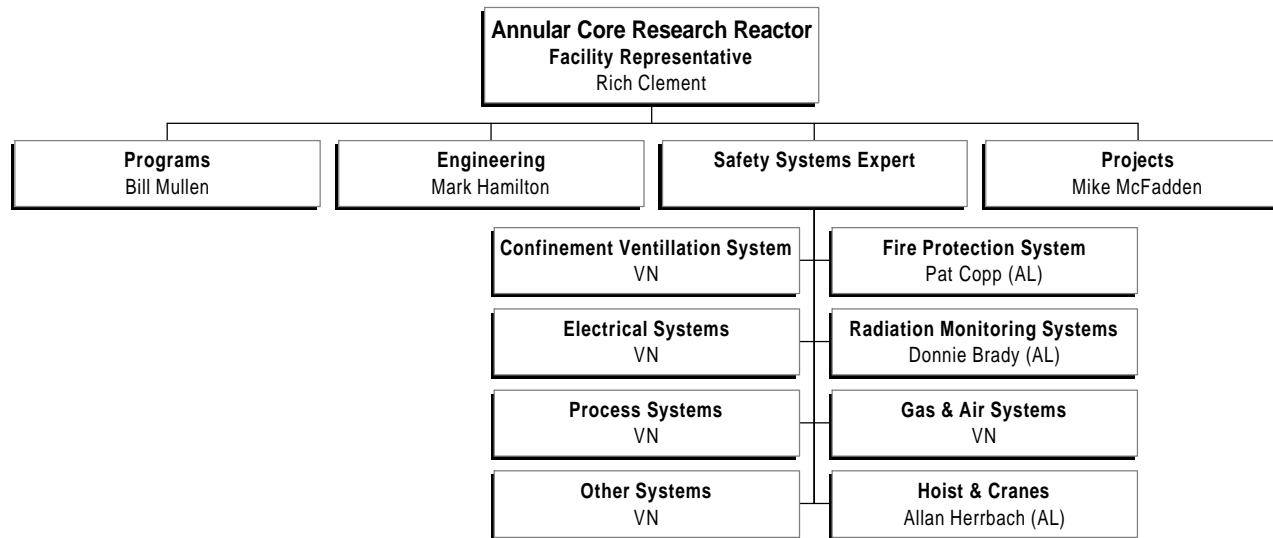 Annular Core Research Reactor
Facility Representative
Rich Clement
Programs
Bill Mullen
Engineering
Mark Hamilton
Safety Systems Expert
Projects
Mike McFadden
Confinement Ventillation System
VN
Fire Protection System
Pat Copp (AL)
Electrical Systems
VN
Radiation Monitoring Systems
Donnie Brady (AL)
Process Systems
VN
Gas & Air Systems
VN
Other Systems
VN
Hoist & Cranes
Allan Herrbach (AL)